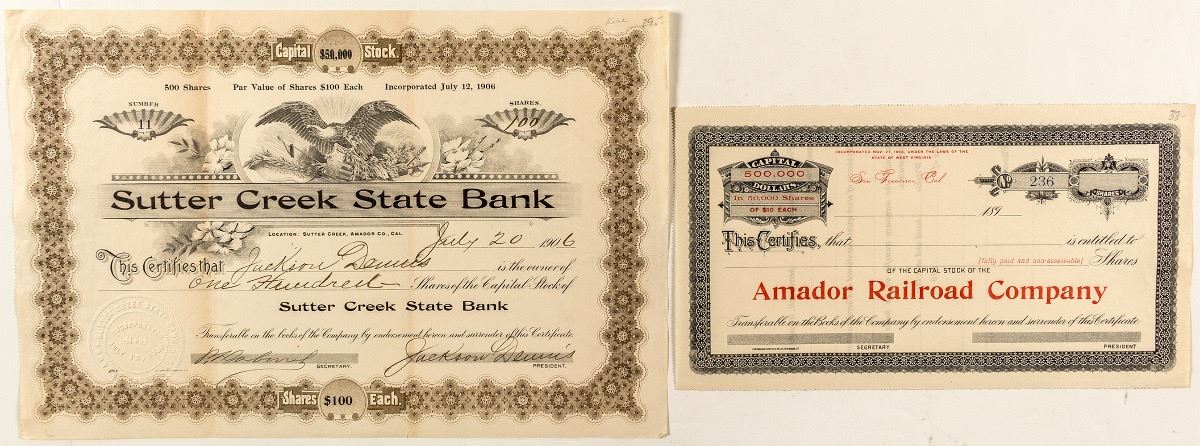 Rare 795-
Capital $50,000 Stock.
500 Shares Par Value of Shares $100 Each Incorporated July 12, 1906
NUMBER
11
SHARES
100
Sutter Creek State Bank
LOCATION: SUTTER CREEK, AMADOR CO., CAL.
July 20 1906
This Certifies that Jackson Dennis is the owner of
One Hundred Shares of the Capital Stock of
Sutter Creek State Bank
Transferable on the Books of the Company by endorsement hereon and surrender of this Certificate.
SECRETARY.
Jackson Dennis
PRESIDENT.
Shares $100 Each.
INCORPORATED NOV. 27, 1892, UNDER THE LAWS OF THE
STATE OF WEST VIRGINIA
CAPITAL
500,000
DOLLARS
In 50,000 Shares
OF $10 EACH
San Francisco, Cal.
189
No 236
SHARES
This Certifies, that is entitled to
(fully paid and non-assessable) Shares
OF THE CAPITAL STOCK OF THE
Amador Railroad Company
Transferable on the Books of the Company by endorsement hereon and surrender of this Certificate
SECRETARY
PRESIDENT